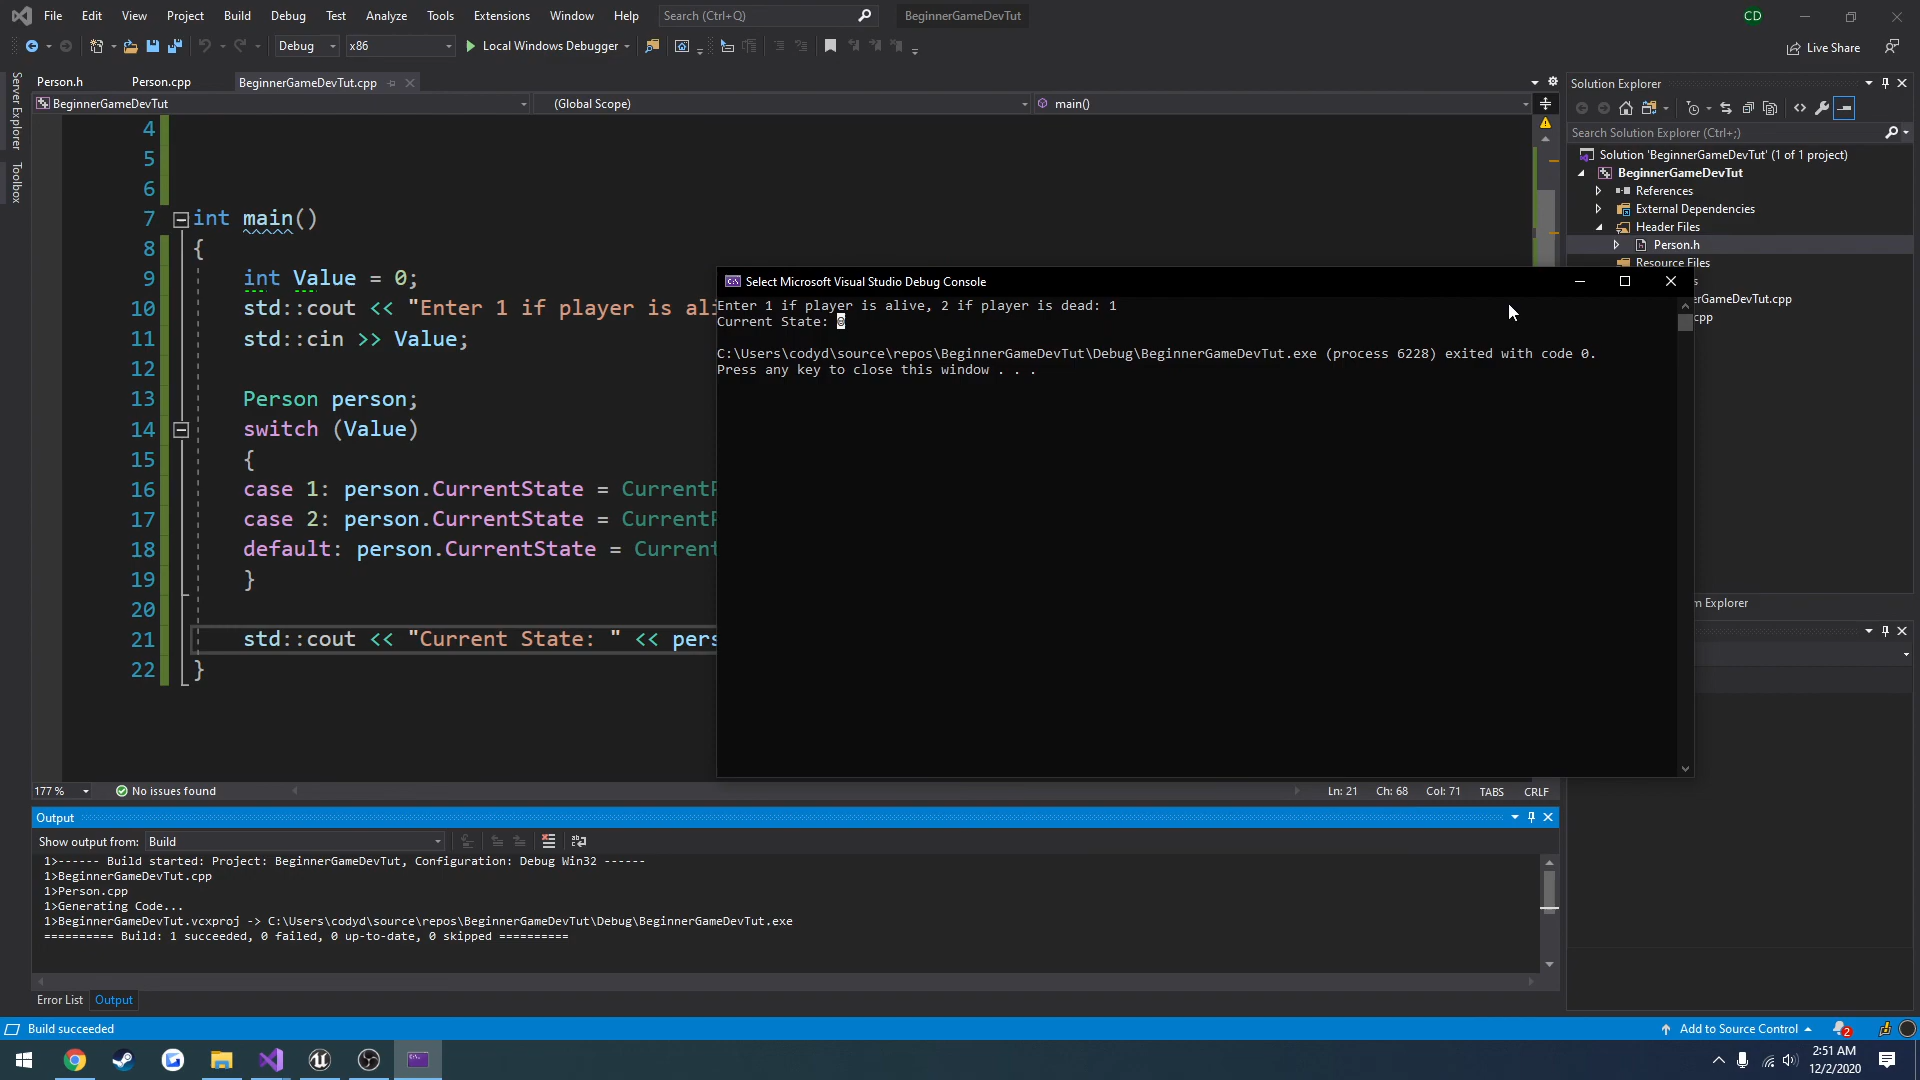 File Edit View Project Build Debug Test Analyze Tools Extensions Window Help Search (Ctrl+Q) BeginnerGameDevTut CD
Debug x86 Local Windows Debugger Live Share
Server Explorer
Toolbox
Person.h Person.cpp BeginnerGameDevTut.cpp
BeginnerGameDevTut (Global Scope) main()
4
5
6
7 int main()
8 {
9 int Value = 0;
10 std::cout << "Enter 1 if player is ali
11 std::cin >> Value;
12
13 Person person;
14 switch (Value)
15 {
16 case 1: person.CurrentState = CurrentP
17 case 2: person.CurrentState = CurrentP
18 default: person.CurrentState = Current
19 }
20
21 std::cout << "Current State: " << pers
22 }
Select Microsoft Visual Studio Debug Console
Enter 1 if player is alive, 2 if player is dead: 1
Current State: 0
C:\Users\codyd\source\repos\BeginnerGameDevTut\Debug\BeginnerGameDevTut.exe (process 6228) exited with code 0.
Press any key to close this window . . .
Solution Explorer
Search Solution Explorer (Ctrl+;)
Solution 'BeginnerGameDevTut' (1 of 1 project)
BeginnerGameDevTut
References
External Dependencies
Header Files
Person.h
Resource Files
s
erGameDevTut.cpp
cpp
m Explorer
177 % No issues found Ln: 21 Ch: 68 Col: 71 TABS CRLF
Output
Show output from: Build
1>------ Build started: Project: BeginnerGameDevTut, Configuration: Debug Win32 ------
1>BeginnerGameDevTut.cpp
1>Person.cpp
1>Generating Code...
1>BeginnerGameDevTut.vcxproj -> C:\Users\codyd\source\repos\BeginnerGameDevTut\Debug\BeginnerGameDevTut.exe
========== Build: 1 succeeded, 0 failed, 0 up-to-date, 0 skipped ==========
Error List Output
Build succeeded Add to Source Control 2
2:51 AM
12/2/2020